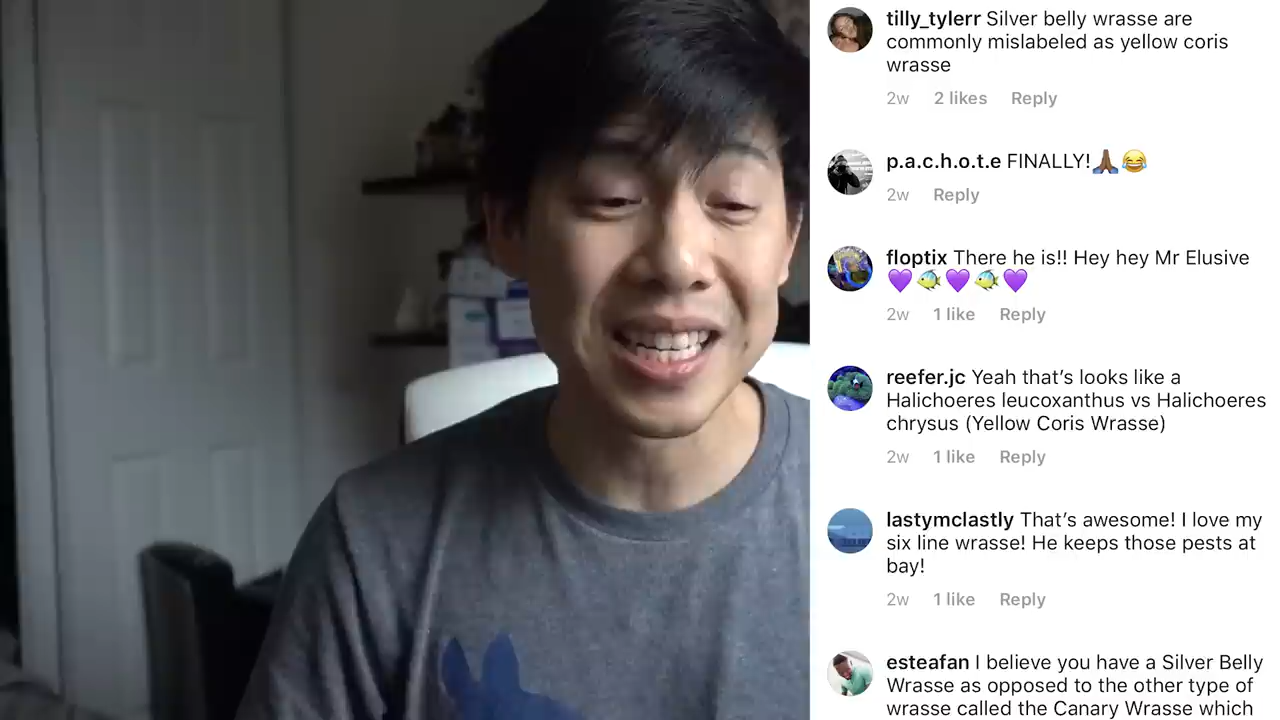 tilly_tylerr Silver belly wrasse are
commonly mislabeled as yellow coris
wrasse
2w 2 likes Reply
p.a.c.h.o.t.e FINALLY!🙏🏾😂
2w Reply
floptix There he is!! Hey hey Mr Elusive
💜🐠💜🐠💜
2w 1 like Reply
reefer.jc Yeah that's looks like a
Halichoeres leucoxanthus vs Halichoeres
chrysus (Yellow Coris Wrasse)
2w 1 like Reply
lastymclastly That's awesome! I love my
six line wrasse! He keeps those pests at
bay!
2w 1 like Reply
esteafan I believe you have a Silver Belly
Wrasse as opposed to the other type of
wrasse called the Canary Wrasse which